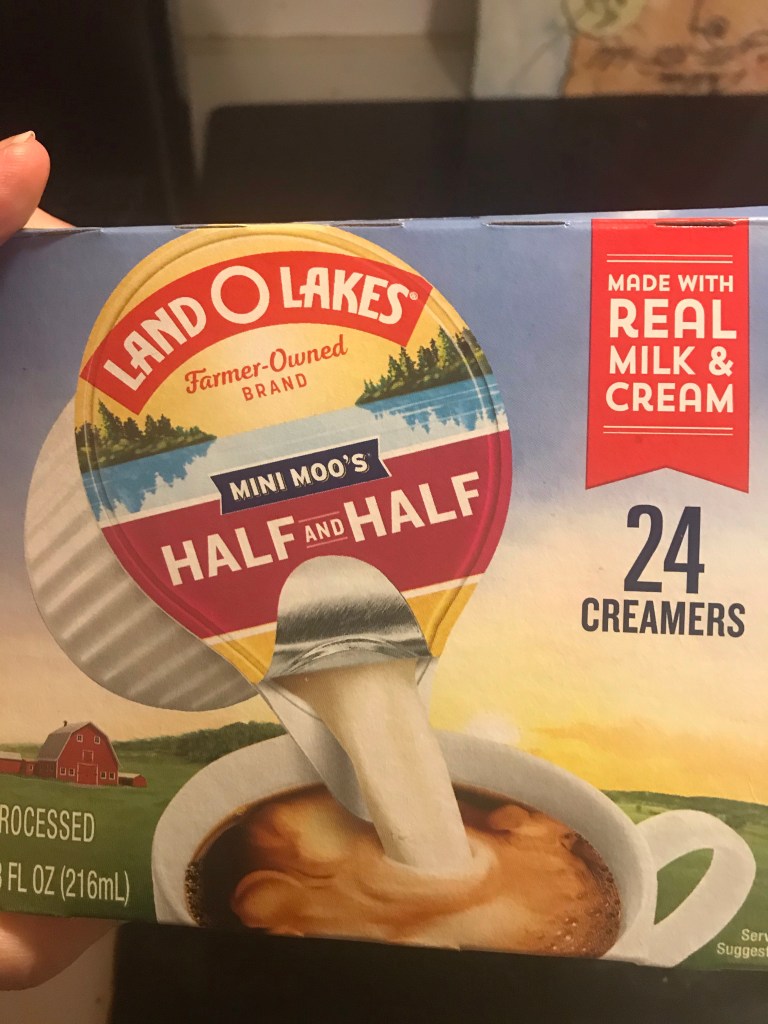 LAND O LAKES®
Farmer-Owned
BRAND
MINI MOO'S
HALF AND HALF
MADE WITH
REAL
MILK &
CREAM
24
CREAMERS
ROCESSED
FL OZ (216mL)
Serv
Suggest